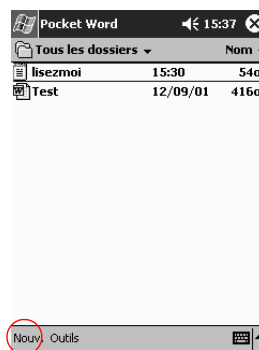 Pocket Word 15:37
Tous les dossiers Nom
lisezmoi 15:30 54o
Test 12/09/01 416o
Nouv. Outils